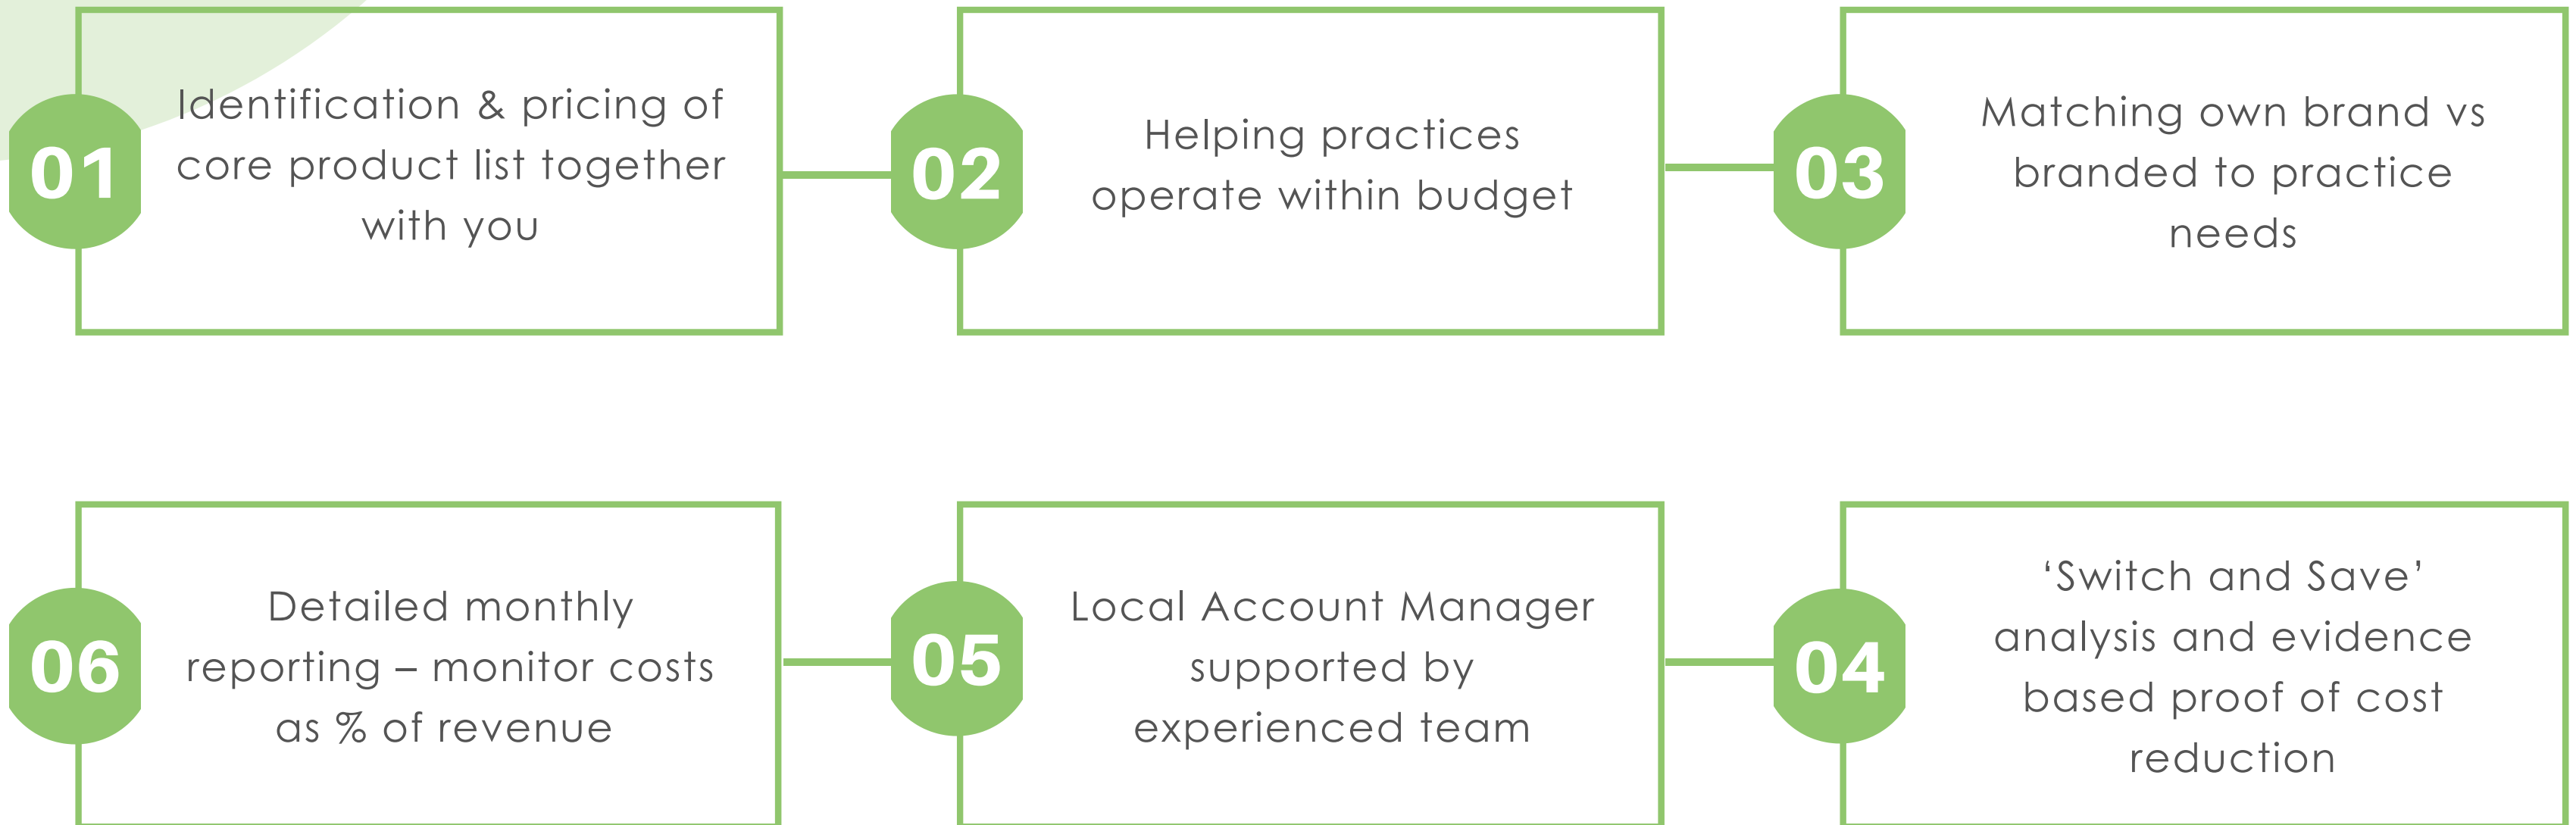 01
Identification & pricing of
core product list together
with you
02
Helping practices
operate within budget
03
Matching own brand vs
branded to practice
needs
04
‘Switch and Save’
analysis and evidence
based proof of cost
reduction
05
Local Account Manager
supported by
experienced team
06
Detailed monthly
reporting – monitor costs
as % of revenue